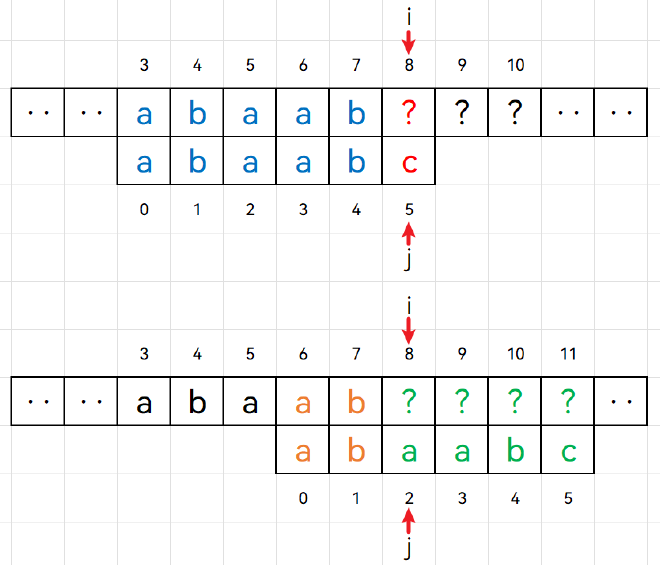 i
3 4 5 6 7 8 9 10
·· ·· a b a a b ? ? ? ·· ··
a b a a b c
0 1 2 3 4 5
j
i
3 4 5 6 7 8 9 10 11
·· ·· a b a a b ? ? ? ? ··
a b a a b c
0 1 2 3 4 5
j